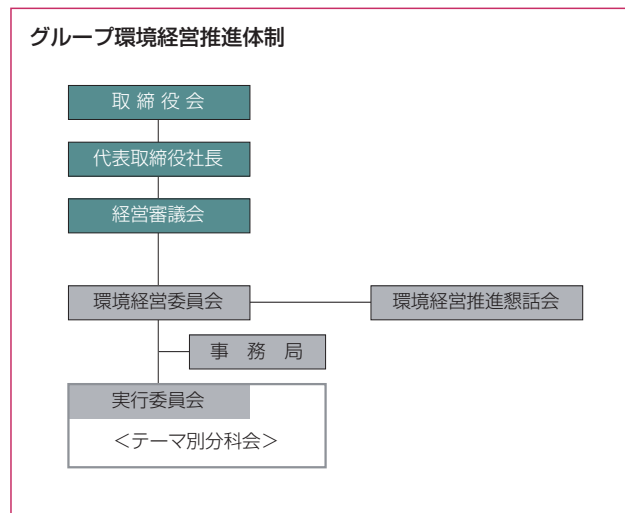 グループ環境経営推進体制
取 締 役 会
代表取締役社長
経営審議会
環境経営委員会
環境経営推進懇話会
事 務 局
実行委員会
＜テーマ別分科会＞